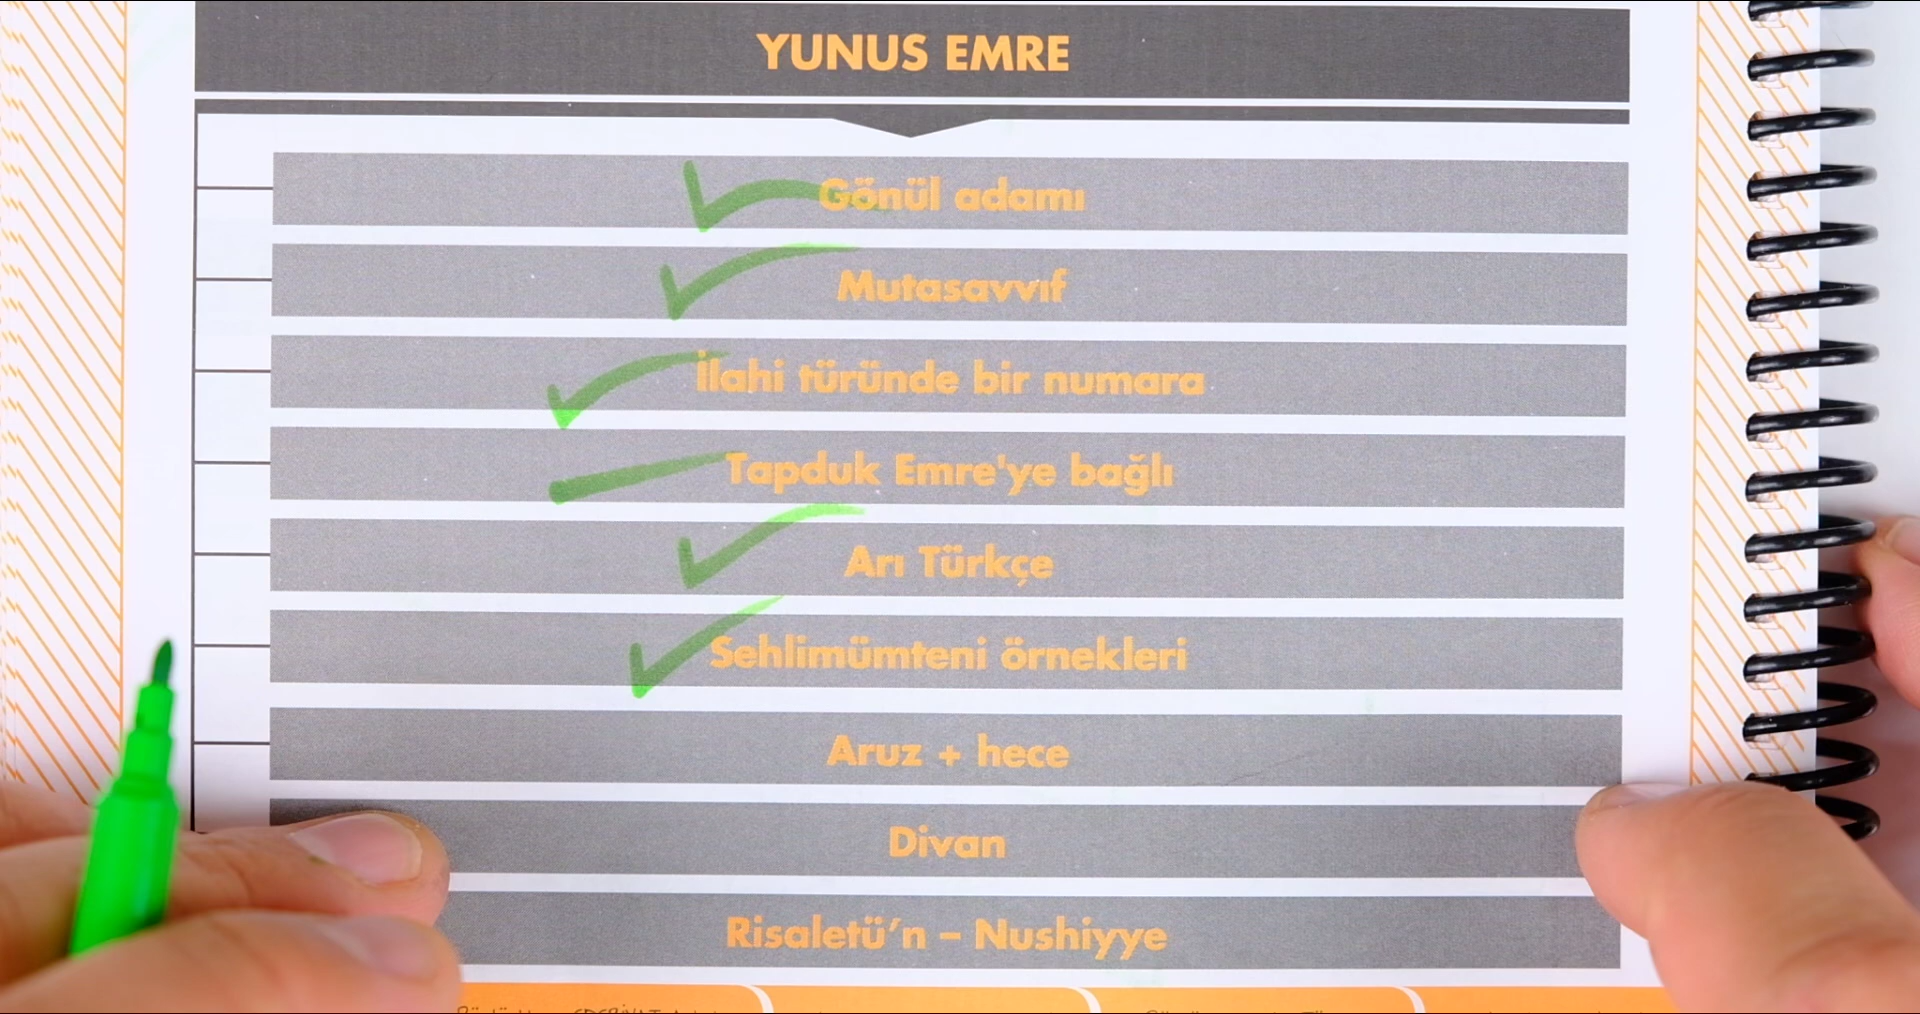 YUNUS EMRE
Gönül adamı
Mutasavvıf
İlahi türünde bir numara
Tapduk Emre'ye bağlı
Arı Türkçe
Sehlimümteni örnekleri
Aruz + hece
Divan
Risaletü’n – Nushiyye